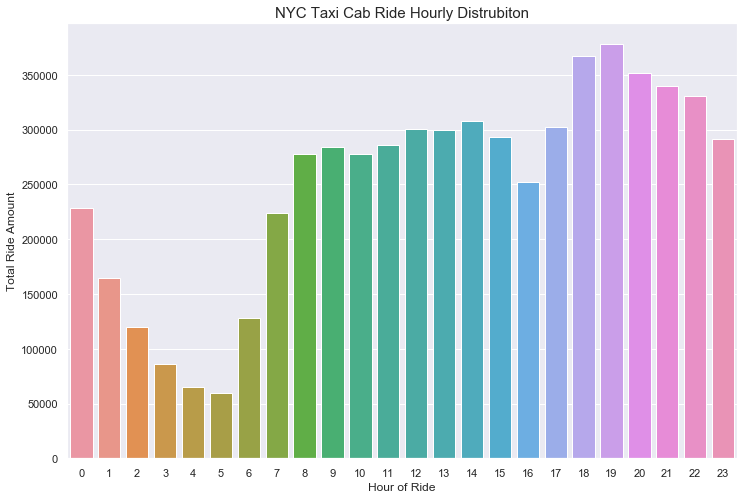 NYC Taxi Cab Ride Hourly Distrubiton
Total Ride Amount
350000
300000
250000
200000
150000
100000
50000
0
0 1 2 3 4 5 6 7 8 9 10 11 12 13 14 15 16 17 18 19 20 21 22 23
Hour of Ride